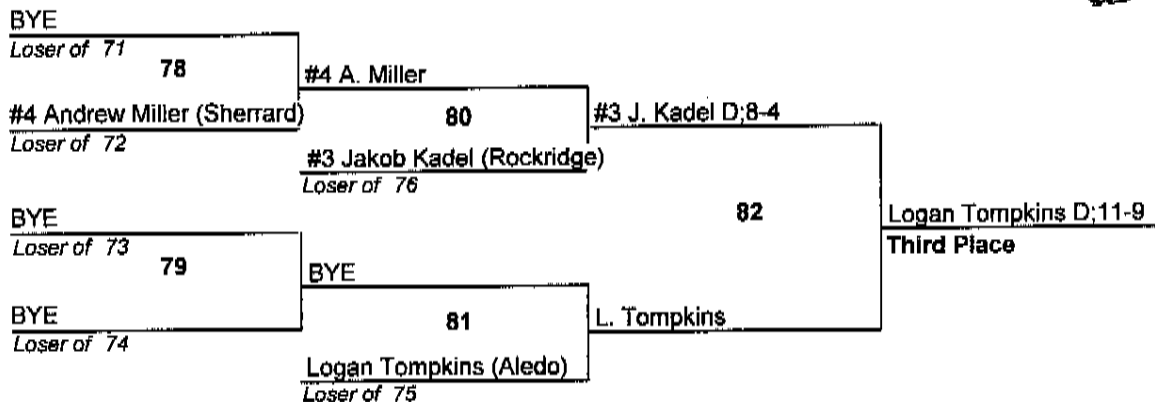 BYE
Loser of 71
78
#4 Andrew Miller (Sherrard)
Loser of 72
#4 A. Miller
80
#3 Jakob Kadel (Rockridge)
Loser of 76
#3 J. Kadel D;8-4
BYE
Loser of 73
79
BYE
Loser of 74
BYE
81
Logan Tompkins (Aledo)
Loser of 75
L. Tompkins
82
Logan Tompkins D;11-9
Third Place